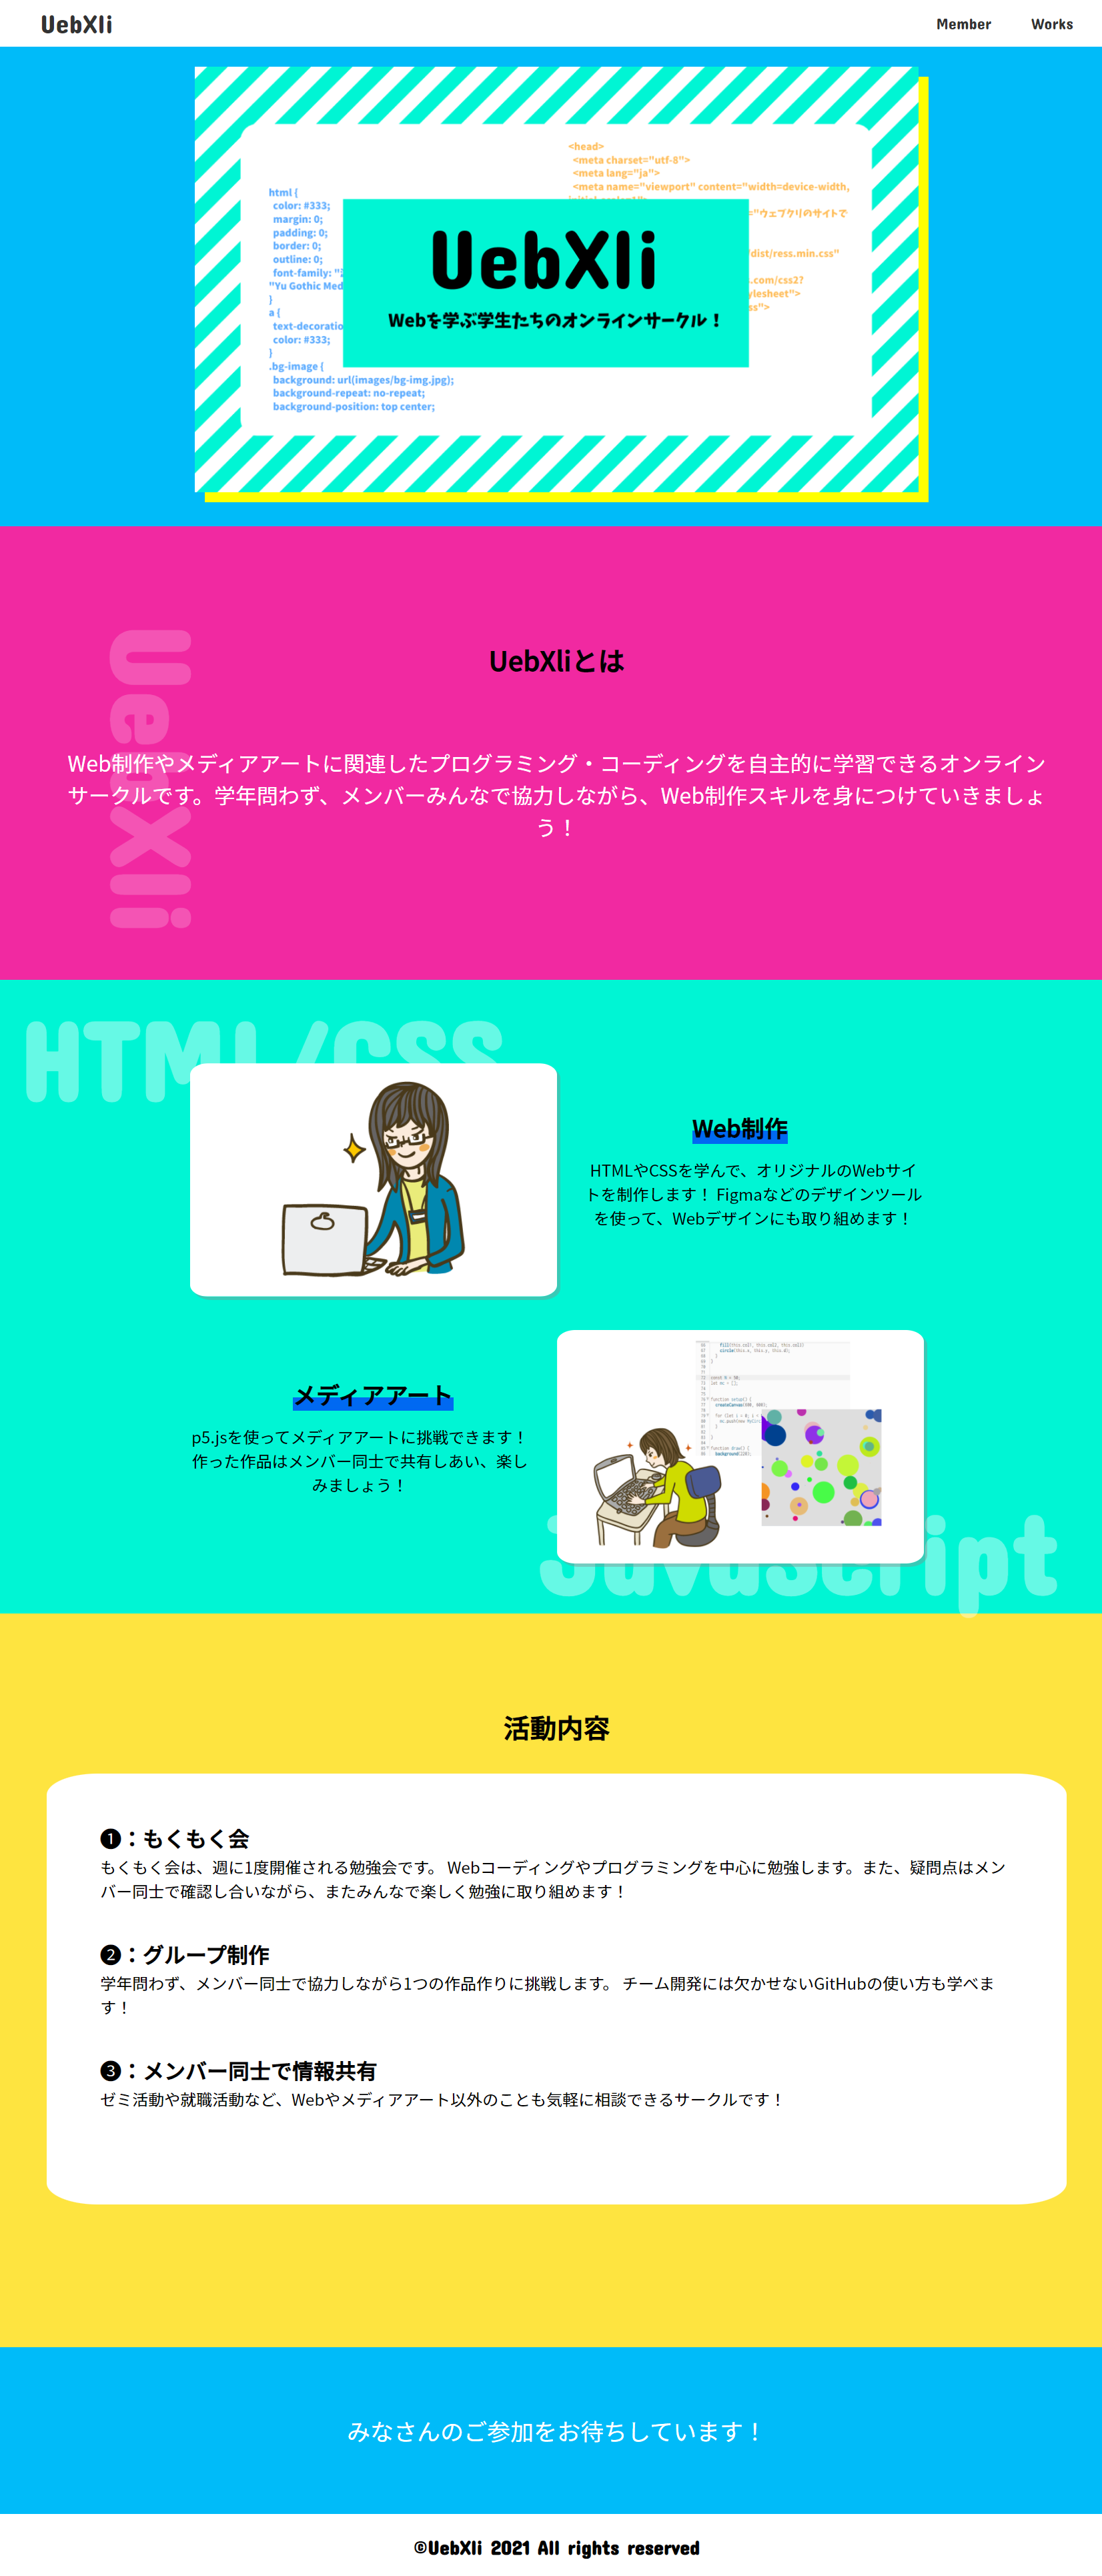 UebXli
Member
Works
<head>
<meta charset="utf-8">
<meta lang="ja">
<meta name="viewport" content="width=device-width,
="ウェブクリのサイトで
/dist/ress.min.css"
.com/css2?
ylesheet">
ss">
html {
color: #333;
margin: 0;
padding: 0;
border: 0;
outline: 0;
font-family: "
"Yu Gothic Med
}
a {
text-decoratio
color: #333;
}
.bg-image {
background: url(images/bg-img.jpg);
background-repeat: no-repeat;
background-position: top center;
UebXli
Webを学ぶ学生たちのオンラインサークル！
UebXli
UebXliとは
Web制作やメディアアートに関連したプログラミング・コーディングを自主的に学習できるオンライン
サークルです。学年問わず、メンバーみんなで協力しながら、Web制作スキルを身につけていきましょ
う！
HTML/CSS
Web制作
HTMLやCSSを学んで、オリジナルのWebサイ
トを制作します！ Figmaなどのデザインツール
を使って、Webデザインにも取り組めます！
メディアアート
p5.jsを使ってメディアアートに挑戦できます！
作った作品はメンバー同士で共有しあい、楽し
みましょう！
Javascript
活動内容
❶：もくもく会
もくもく会は、週に1度開催される勉強会です。 Webコーディングやプログラミングを中心に勉強します。また、疑問点はメン
バー同士で確認し合いながら、またみんなで楽しく勉強に取り組めます！
❷：グループ制作
学年問わず、メンバー同士で協力しながら1つの作品作りに挑戦します。 チーム開発には欠かせないGitHubの使い方も学べま
す！
❸：メンバー同士で情報共有
ゼミ活動や就職活動など、Webやメディアアート以外のことも気軽に相談できるサークルです！
みなさんのご参加をお待ちしています！
©UebXli 2021 All rights reserved